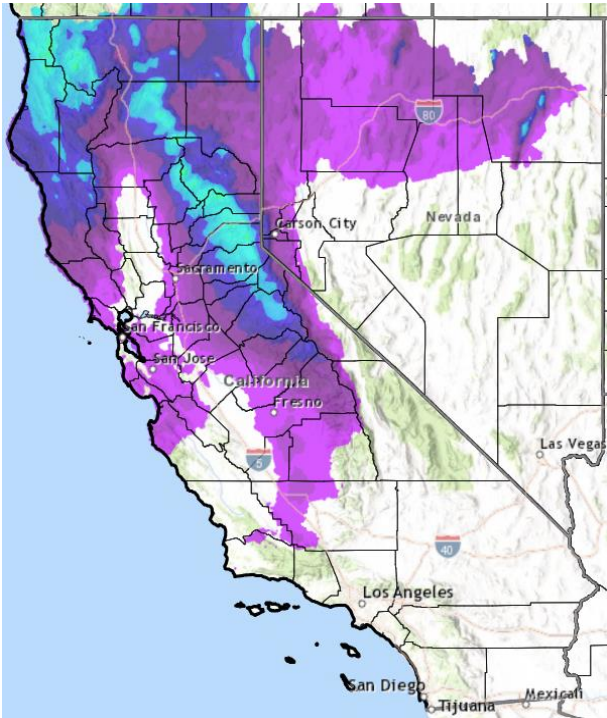 80
Carson City
Nevada
Sacramento
San Francisco
San Jose
California
Fresno
Las Vegas
5
40
Los Angeles
San Diego
Tijuana
Mexicali